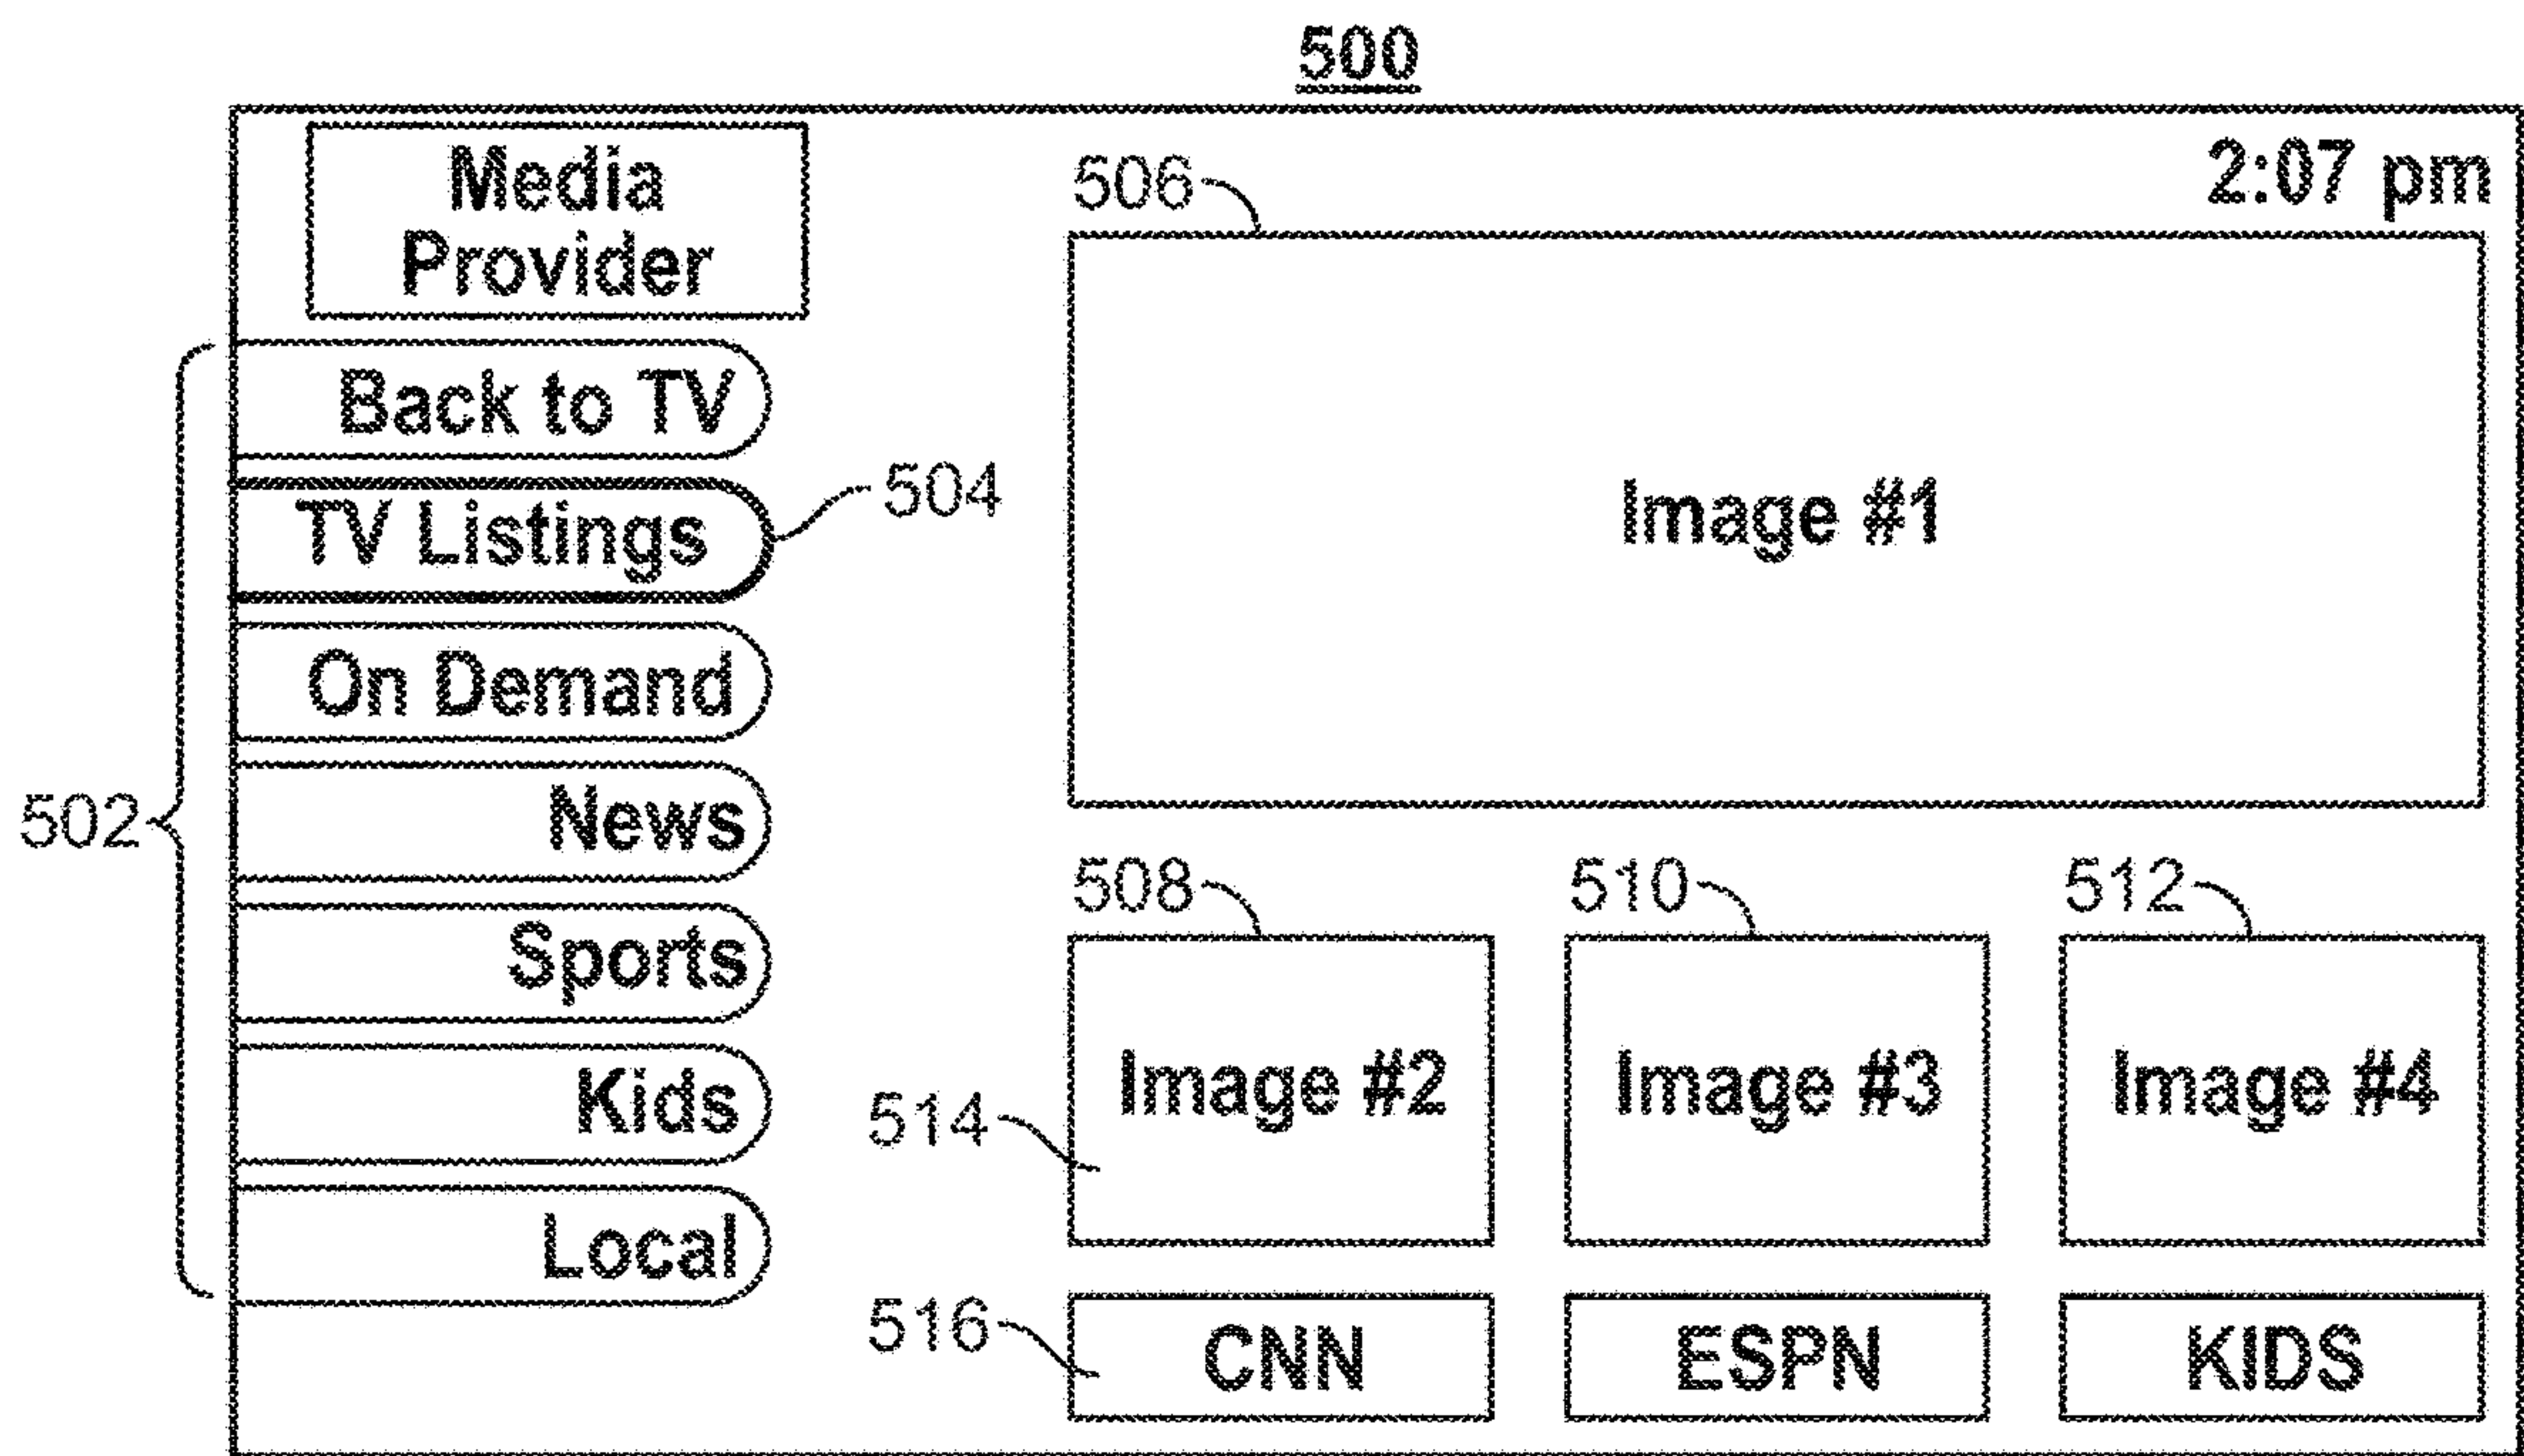 500
Media
Provider
2:07 pm
506
Back to TV
504
TV Listings
Image #1
On Demand
502
News
508
510
512
Sports
Kids
514
Image #2
Image #3
Image #4
Local
516
CNN
ESPN
KIDS